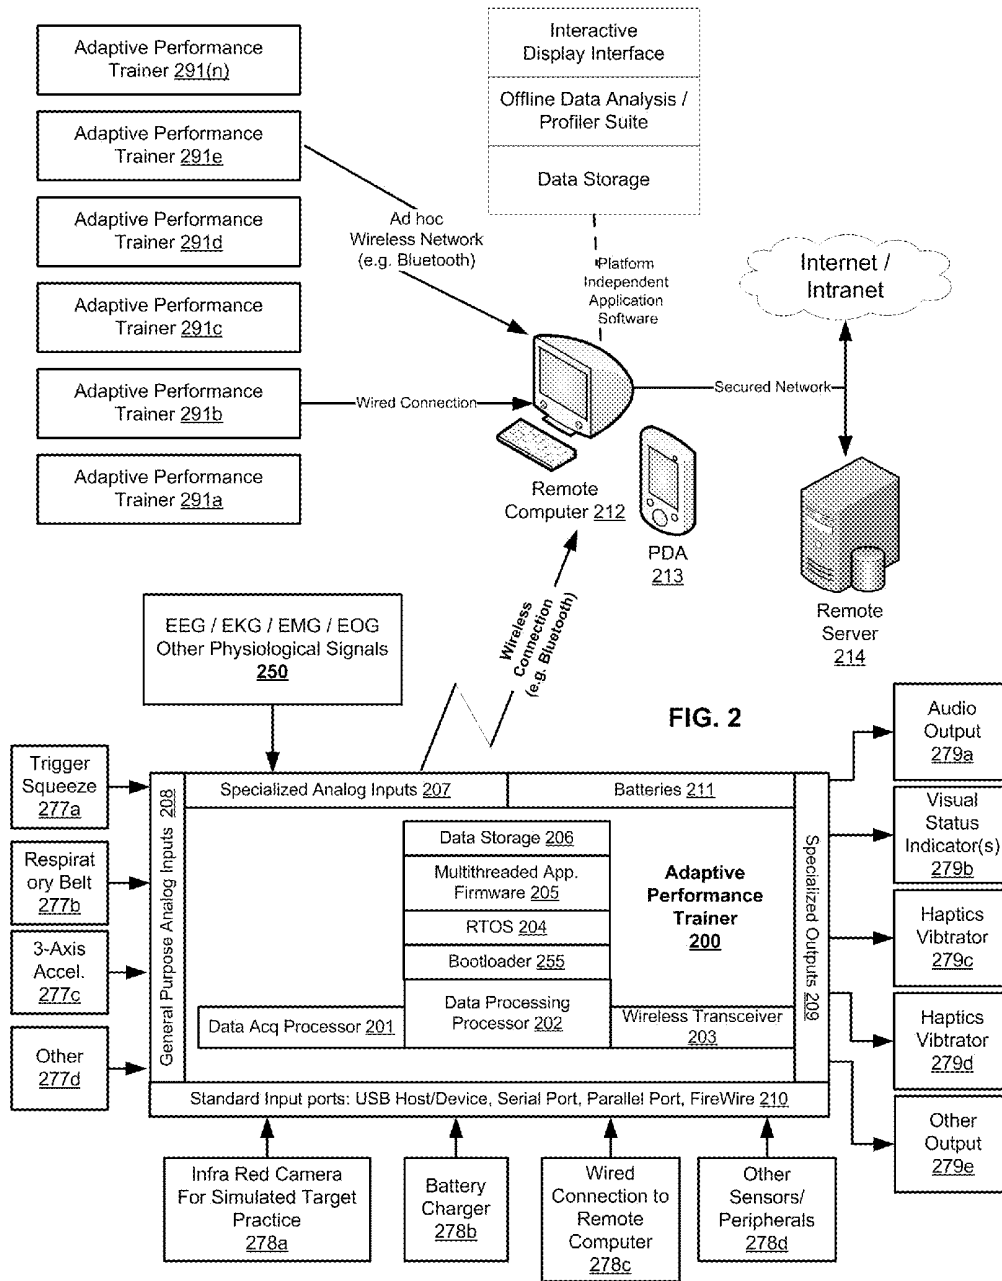 Adaptive Performance
Trainer 291(n)
Adaptive Performance
Trainer 291e
Adaptive Performance
Trainer 291d
Adaptive Performance
Trainer 291c
Adaptive Performance
Trainer 291b
Adaptive Performance
Trainer 291a
Interactive
Display Interface
Offline Data Analysis /
Profiler Suite
Data Storage
Ad hoc
Wireless Network
(e.g. Bluetooth)
Platform
Independent
Application
Software
Internet /
Intranet
Wired Connection
Secured Network
Remote
Computer 212
PDA
213
Remote
Server
214
EEG / EKG / EMG / EOG
Other Physiological Signals
250
Wireless
Connection
(e.g. Bluetooth)
FIG. 2
Trigger
Squeeze
277a
Respirat
ory Belt
277b
3-Axis
Accel.
277c
Other
277d
General Purpose Analog Inputs 208
Specialized Analog Inputs 207
Batteries 211
Data Storage 206
Multithreaded App.
Firmware 205
RTOS 204
Bootloader 255
Data Processing
Processor 202
Data Acq Processor 201
Wireless Transceiver
203
Adaptive
Performance
Trainer
200
Specialized Outputs 209
Standard Input ports: USB Host/Device, Serial Port, Parallel Port, FireWire 210
Audio
Output
279a
Visual
Status
Indicator(s)
279b
Haptics
Vibtrator
279c
Haptics
Vibtrator
279d
Other
Output
279e
Infra Red Camera
For Simulated Target
Practice
278a
Battery
Charger
278b
Wired
Connection to
Remote
Computer
278c
Other
Sensors/
Peripherals
278d